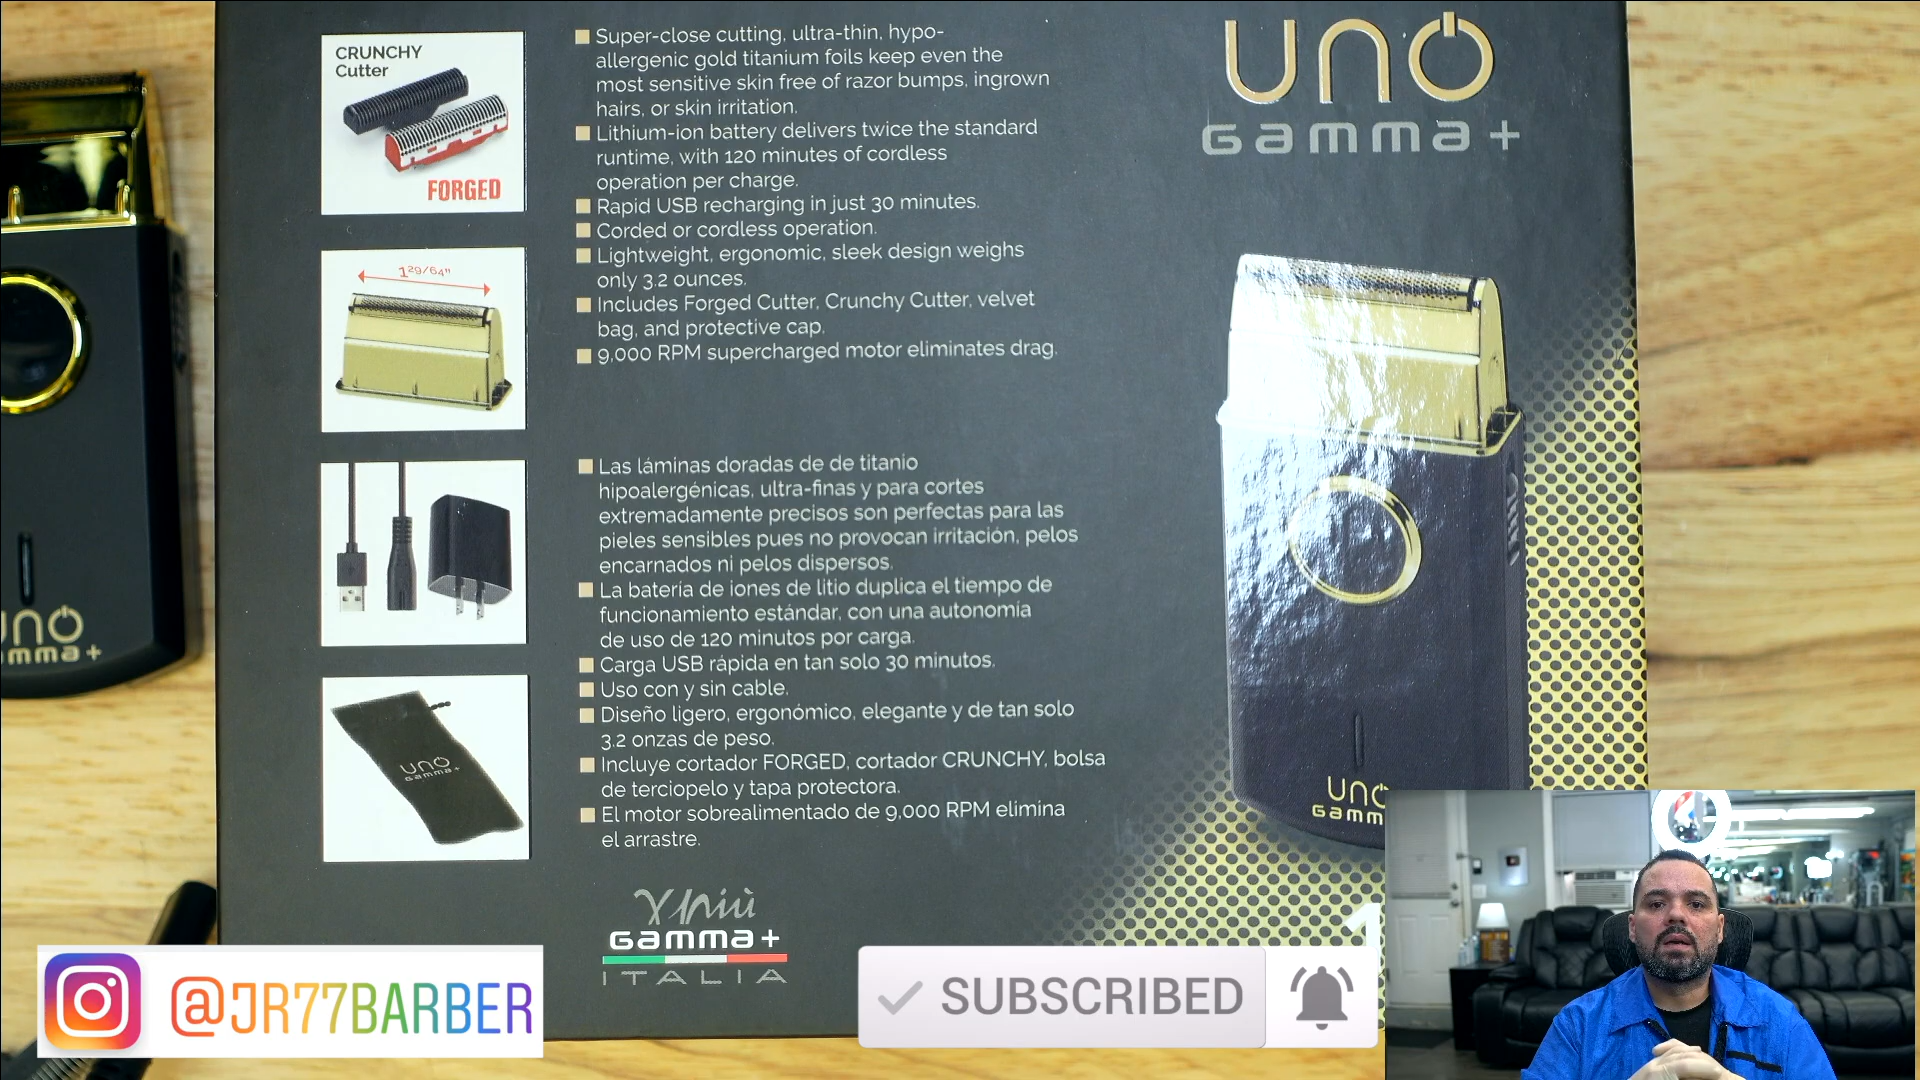 CRUNCHY
Cutter
FORGED
1 29/64"
Super-close cutting, ultra-thin, hypo-
allergenic gold titanium foils keep even the
most sensitive skin free of razor bumps, ingrown
hairs, or skin irritation.
Lithium-ion battery delivers twice the standard
runtime, with 120 minutes of cordless
operation per charge.
Rapid USB recharging in just 30 minutes.
Corded or cordless operation.
Lightweight, ergonomic, sleek design weighs
only 3.2 ounces.
Includes Forged Cutter, Crunchy Cutter, velvet
bag, and protective cap.
9,000 RPM supercharged motor eliminates drag.
Las láminas doradas de de titanio
hipoalergénicas, ultra-finas y para cortes
extremadamente precisos son perfectas para las
pieles sensibles pues no provocan irritación, pelos
encarnados ni pelos dispersos.
La batería de iones de litio duplica el tiempo de
funcionamiento estándar, con una autonomía
de uso de 120 minutos por carga.
Carga USB rápida en tan solo 30 minutos.
Uso con y sin cable.
Diseño ligero, ergonómico, elegante y de tan solo
3.2 onzas de peso.
Incluye cortador FORGED, cortador CRUNCHY, bolsa
de terciopelo y tapa protectora.
El motor sobrealimentado de 9,000 RPM elimina
el arrastre.
UNO
GAMMA+
UNO
GAMM
UNO
GAMMA+
UNO
mma+
γ più
GAMMA+
ITALIA
@JR77BARBER
SUBSCRIBED